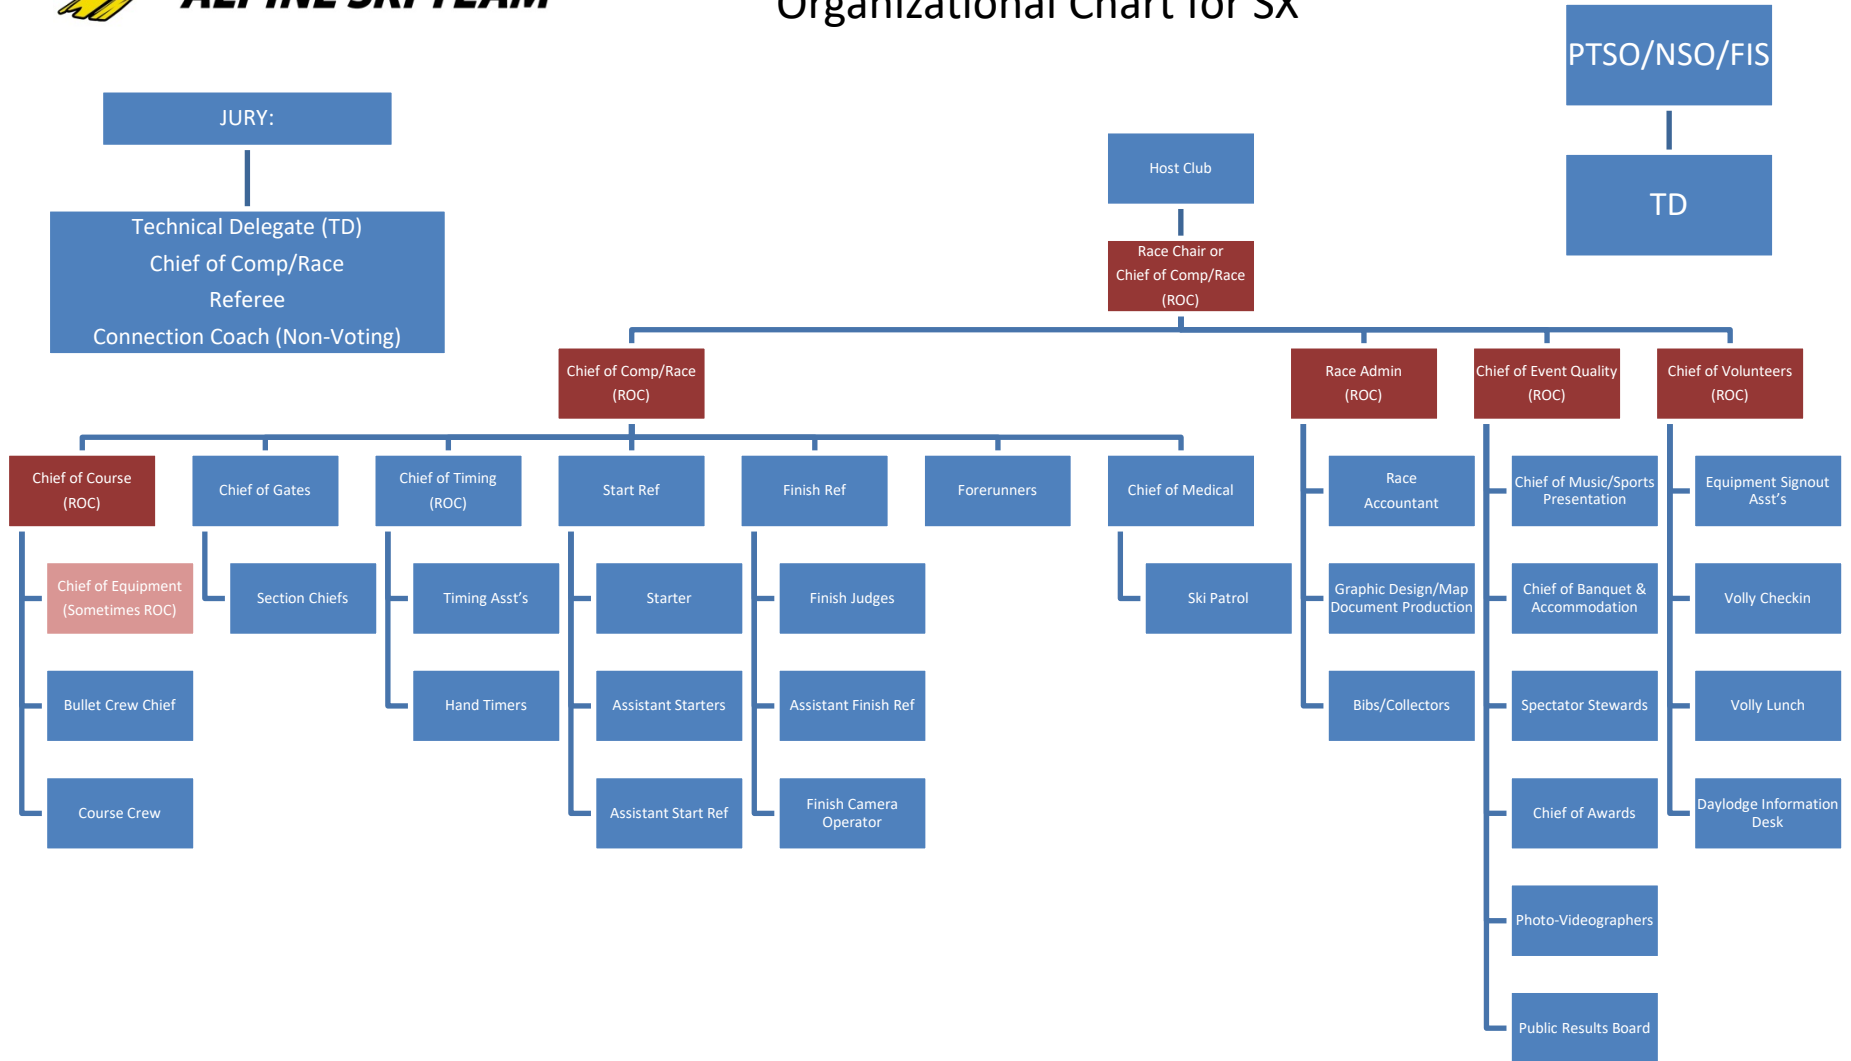 ALPINE SKI TEAM
Organizational Chart for SX
PTSO/NSO/FIS
TD
JURY:
Technical Delegate (TD)
Chief of Comp/Race
Referee
Connection Coach (Non-Voting)
Host Club
Race Chair or
Chief of Comp/Race
(ROC)
Chief of Comp/Race
(ROC)
Race Admin
(ROC)
Chief of Event Quality
(ROC)
Chief of Volunteers
(ROC)
Chief of Course
(ROC)
Chief of Gates
Chief of Timing
(ROC)
Start Ref
Finish Ref
Forerunners
Chief of Medical
Race
Accountant
Chief of Music/Sports
Presentation
Equipment Signout
Asst's
Chief of Equipment
(Sometimes ROC)
Section Chiefs
Timing Asst's
Starter
Finish Judges
Ski Patrol
Graphic Design/Map
Document Production
Chief of Banquet &
Accommodation
Volly Checkin
Bullet Crew Chief
Hand Timers
Assistant Starters
Assistant Finish Ref
Bibs/Collectors
Spectator Stewards
Volly Lunch
Course Crew
Assistant Start Ref
Finish Camera
Operator
Chief of Awards
Daylodge Information
Desk
Photo-Videographers
Public Results Board